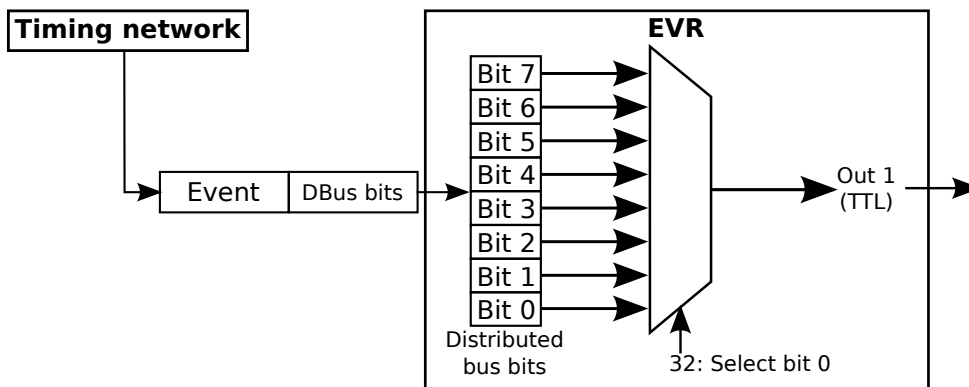 Timing network
EVR
Bit 7
Bit 6
Bit 5
Bit 4
Bit 3
Bit 2
Bit 1
Bit 0
Event
DBus bits
Distributed
bus bits
Out 1
(TTL)
32: Select bit 0